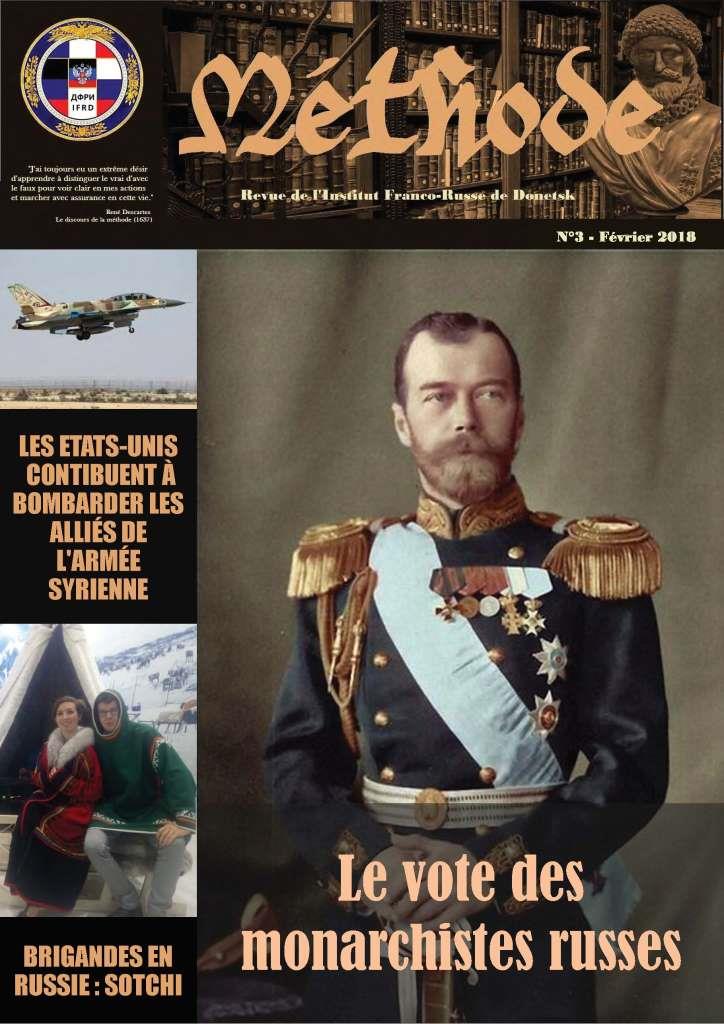 ДФРИ
IFRD
Méthode
"J'ai toujours eu un extrême désir
d'apprendre à distinguer le vrai d'avec
le faux pour voir clair en mes actions
et marcher avec assurance en cette vie."
René Descartes
Le discours de la méthode (1637)
Revue de l'Institut Franco-Russe de Donetsk
N°3 - Février 2018
LES ETATS-UNIS
CONTIBUENT À
BOMBARDER LES
ALLIÉS DE
L'ARMÉE
SYRIENNE
BRIGANDES EN
RUSSIE : SOTCHI
Le vote des
monarchistes russes